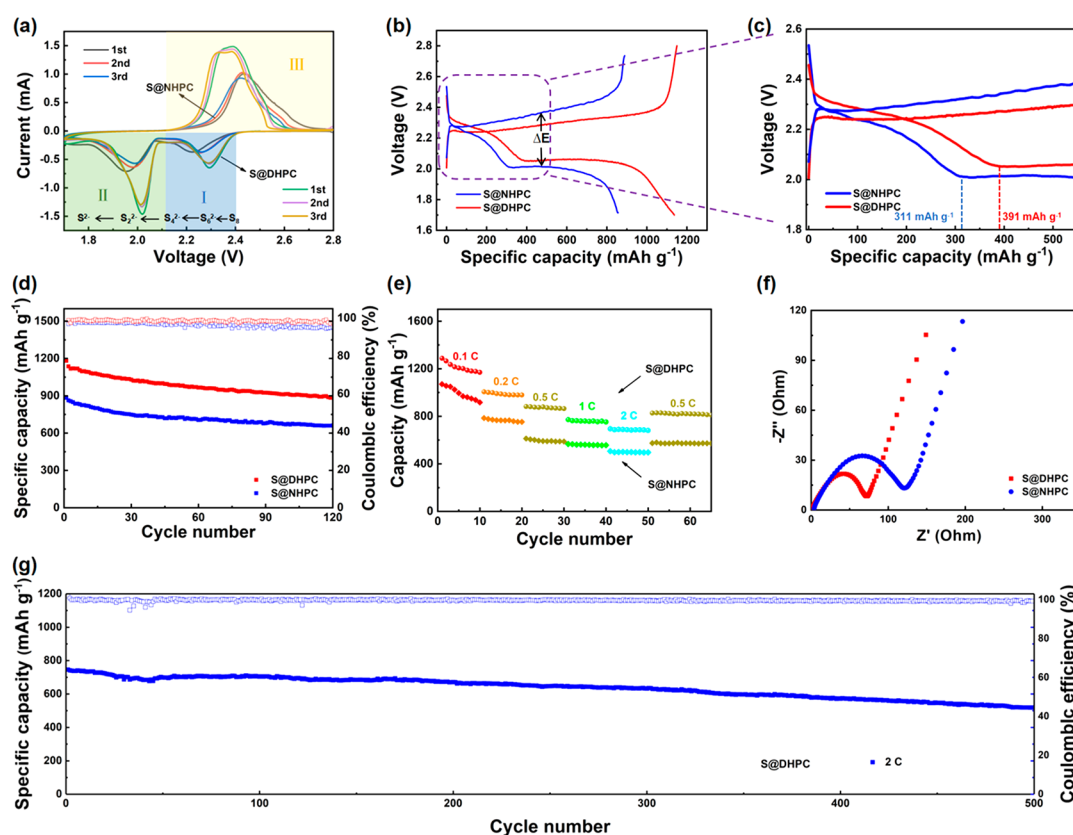 (a)
Current (mA)
1.5
1.0
0.5
0.0
-0.5
-1.0
-1.5
1st
2nd
3rd
S@NHPC
III
II
I
S@DHPC
1st
2nd
3rd
S²⁻ ← S₂²⁻ ← S₄²⁻ ← S₆²⁻ ← S₈
1.8 2.0 2.2 2.4 2.6 2.8
Voltage (V)
(b)
Voltage (V)
2.8
2.6
2.4
2.2
2.0
1.8
1.6
ΔE
S@NHPC
S@DHPC
0 200 400 600 800 1000 1200
Specific capacity (mAh g⁻¹)
(c)
Voltage (V)
2.6
2.4
2.2
2.0
1.8
S@NHPC
S@DHPC
311 mAh g⁻¹
391 mAh g⁻¹
0 100 200 300 400 500
Specific capacity (mAh g⁻¹)
(d)
Specific capacity (mAh g⁻¹)
1500
1200
900
600
300
0
S@DHPC
S@NHPC
0 30 60 90 120
Cycle number
100
80
60
40
20
0
Coulombic efficiency (%)
(e)
Capacity (mAh g⁻¹)
1600
1200
800
400
0
0.1 C
0.2 C
0.5 C
1 C
2 C
0.5 C
S@DHPC
S@NHPC
0 10 20 30 40 50 60
Cycle number
(f)
-Z'' (Ohm)
120
90
60
30
0
S@DHPC
S@NHPC
0 100 200 300
Z' (Ohm)
(g)
Specific capacity (mAh g⁻¹)
1200
1000
800
600
400
200
0
S@DHPC
2 C
0 100 200 300 400 500
Cycle number
100
80
60
40
20
0
Coulombic efficiency (%)